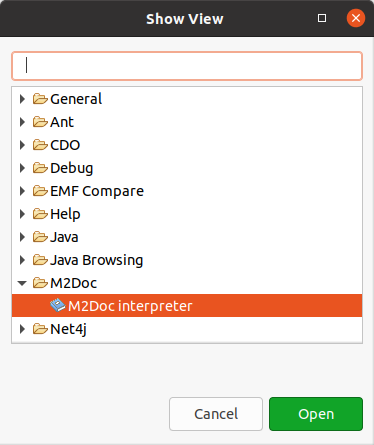 Show View
General
Ant
CDO
Debug
EMF Compare
Help
Java
Java Browsing
M2Doc
M2Doc interpreter
Net4j
Cancel Open